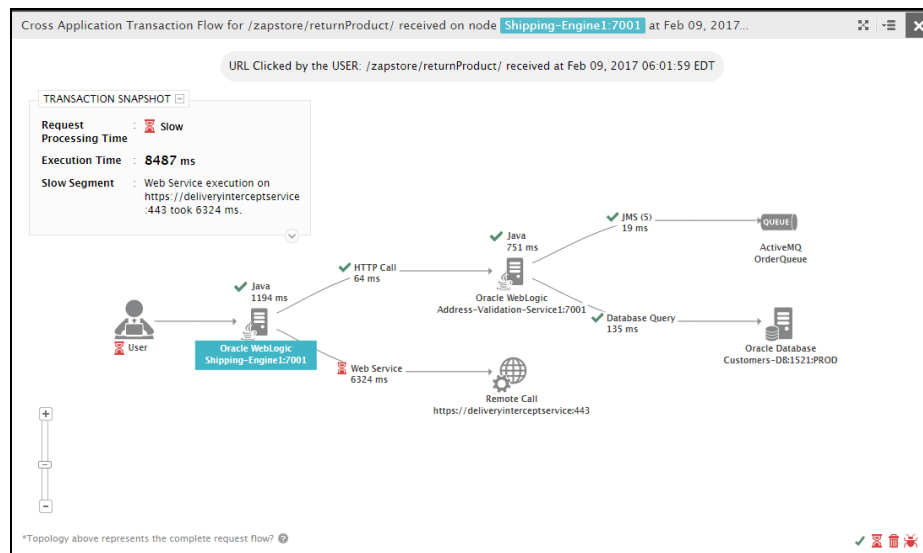 Cross Application Transaction Flow for /zapstore/returnProduct/ received on node Shipping-Engine1:7001 at Feb 09, 2017...
URL Clicked by the USER: /zapstore/returnProduct/ received at Feb 09, 2017 06:01:59 EDT
TRANSACTION SNAPSHOT
Request Processing Time : Slow
Execution Time : 8487 ms
Slow Segment : Web Service execution on
https://deliveryinterceptservice
:443 took 6324 ms.
JMS (5)
19 ms
QUEUE
ActiveMQ
OrderQueue
Java
751 ms
Oracle WebLogic
Address-Validation-Service1:7001
HTTP Call
64 ms
Java
1194 ms
User
Oracle WebLogic
Shipping-Engine1:7001
Database Query
135 ms
Oracle Database
Customers-DB:1521:PROD
Web Service
6324 ms
Remote Call
https://deliveryinterceptservice:443
*Topology above represents the complete request flow?